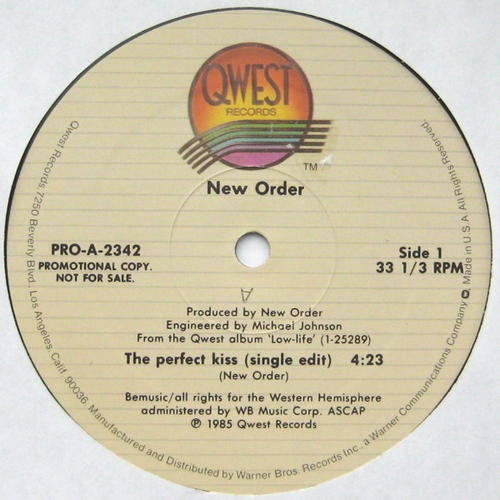 QWEST
RECORDS
TM
New Order
PRO-A-2342
PROMOTIONAL COPY.
NOT FOR SALE.
Side 1
33 1/3 RPM
A
Produced by New Order
Engineered by Michael Johnson
From the Qwest album 'Low-life' (1-25289)
The perfect kiss (single edit) 4:23
(New Order)
Bemusic/all rights for the Western Hemisphere
administered by WB Music Corp. ASCAP
℗ 1985 Qwest Records
Qwest Records, 7250 Beverly Blvd., Los Angeles, Calif. 90036. Manufactured and Distributed by Warner Bros. Records Inc., a Warner Communications Company. Made in U.S.A. All Rights Reserved.